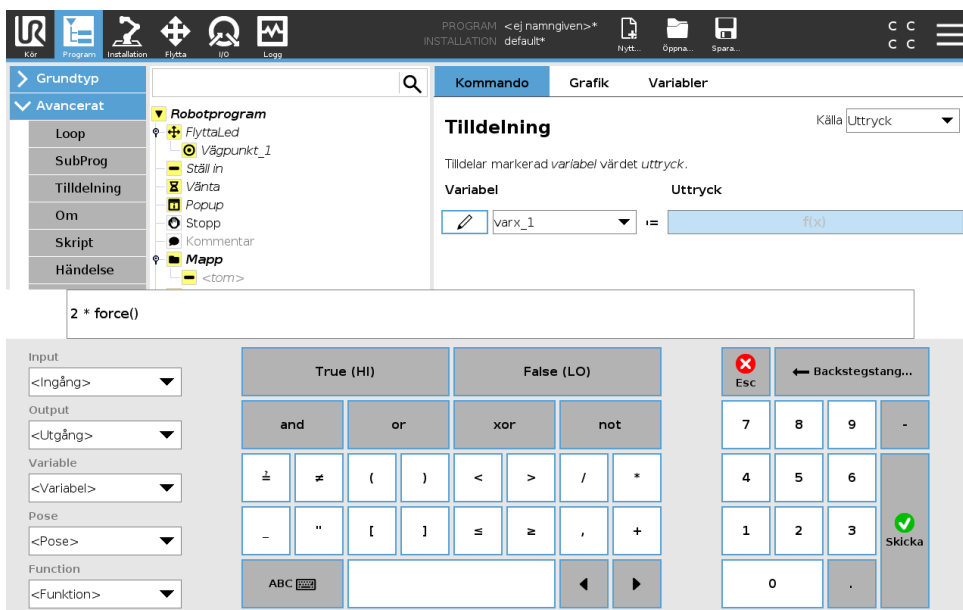 PROGRAM <ej namngiven>*
INSTALLATION default*
Kör Program Installation Flytta I/O Logg Nytt... Öppna... Spara...
C C
C C
Grundtyp
Avancerat
Loop
SubProg
Tilldelning
Om
Skript
Händelse
Robotprogram
FlyttaLed
Vägpunkt_1
Ställ in
Vänta
Popup
Stopp
Kommentar
Mapp
<tom>
Kommando Grafik Variabler
Tilldelning
Källa Uttryck
Tilldelar markerad variabel värdet uttryck.
Variabel Uttryck
varx_1 := f(x)
2 * force()
Input
<Ingång>
Output
<Utgång>
Variable
<Variabel>
Pose
<Pose>
Function
<Funktion>
True (HI) False (LO)
and or xor not
≟ ≠ ( ) < > / *
_ " [ ] ≤ ≥ , +
ABC
Esc Backstegstang...
7 8 9 -
4 5 6
1 2 3 Skicka
0 .